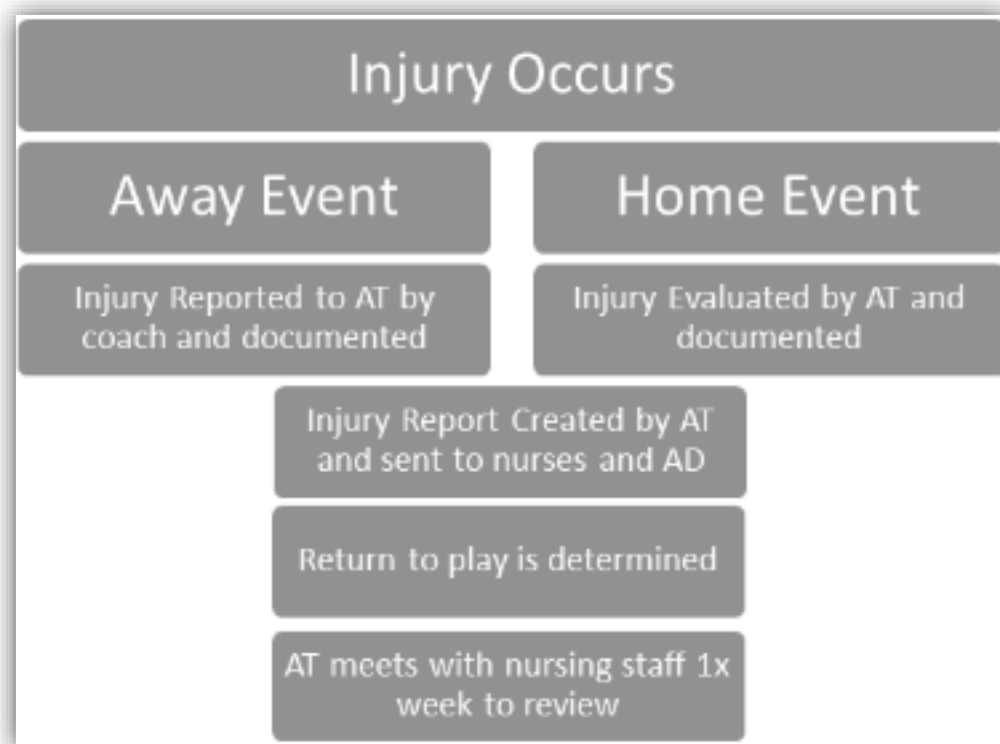 Injury Occurs
Away Event
Home Event
Injury Reported to AT by
coach and documented
Injury Evaluated by AT and
documented
Injury Report Created by AT
and sent to nurses and AD
Return to play is determined
AT meets with nursing staff 1x
week to review